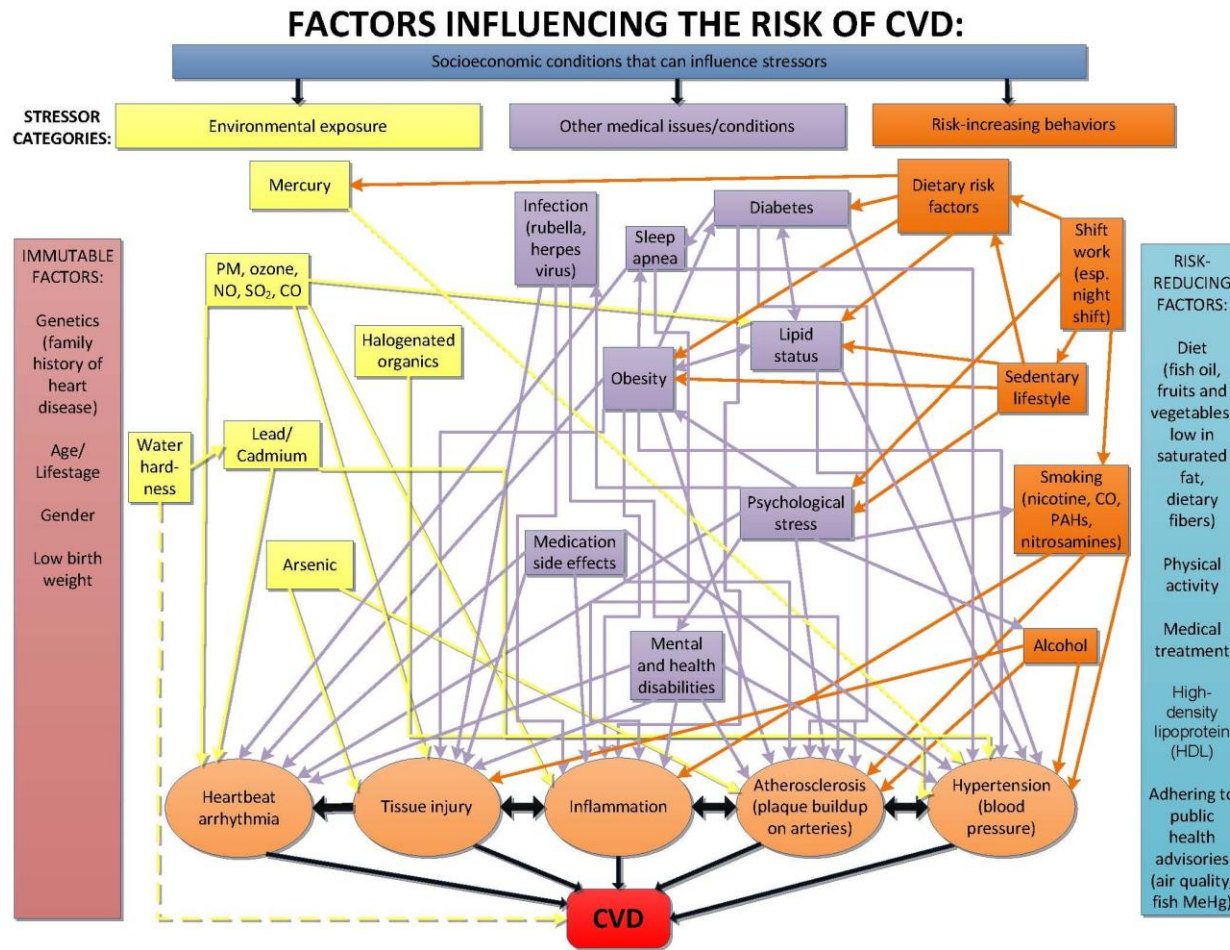 FACTORS INFLUENCING THE RISK OF CVD:
Socioeconomic conditions that can influence stressors
STRESSOR
CATEGORIES:
Environmental exposure
Other medical issues/conditions
Risk-increasing behaviors
Mercury
Infection
(rubella,
herpes
virus)
Sleep
apnea
Diabetes
Dietary risk
factors
Shift
work
(esp.
night
shift)
IMMUTABLE
FACTORS:
Genetics
(family
history of
heart
disease)
Age/
Lifestage
Gender
Low birth
weight
PM, ozone,
NO, SO₂, CO
Halogenated
organics
Obesity
Lipid
status
Sedentary
lifestyle
Water
hard-
ness
Lead/
Cadmium
Arsenic
Medication
side effects
Psychological
stress
Smoking
(nicotine, CO,
PAHs,
nitrosamines)
Mental
and health
disabilities
Alcohol
RISK-
REDUCING
FACTORS:
Diet
(fish oil,
fruits and
vegetables,
low in
saturated
fat,
dietary
fibers)
Physical
activity
Medical
treatment
High-
density
lipoprotein
(HDL)
Adhering to
public
health
advisories
(air quality,
fish MeHg)
Heartbeat
arrhythmia
Tissue injury
Inflammation
Atherosclerosis
(plaque buildup
on arteries)
Hypertension
(blood
pressure)
CVD